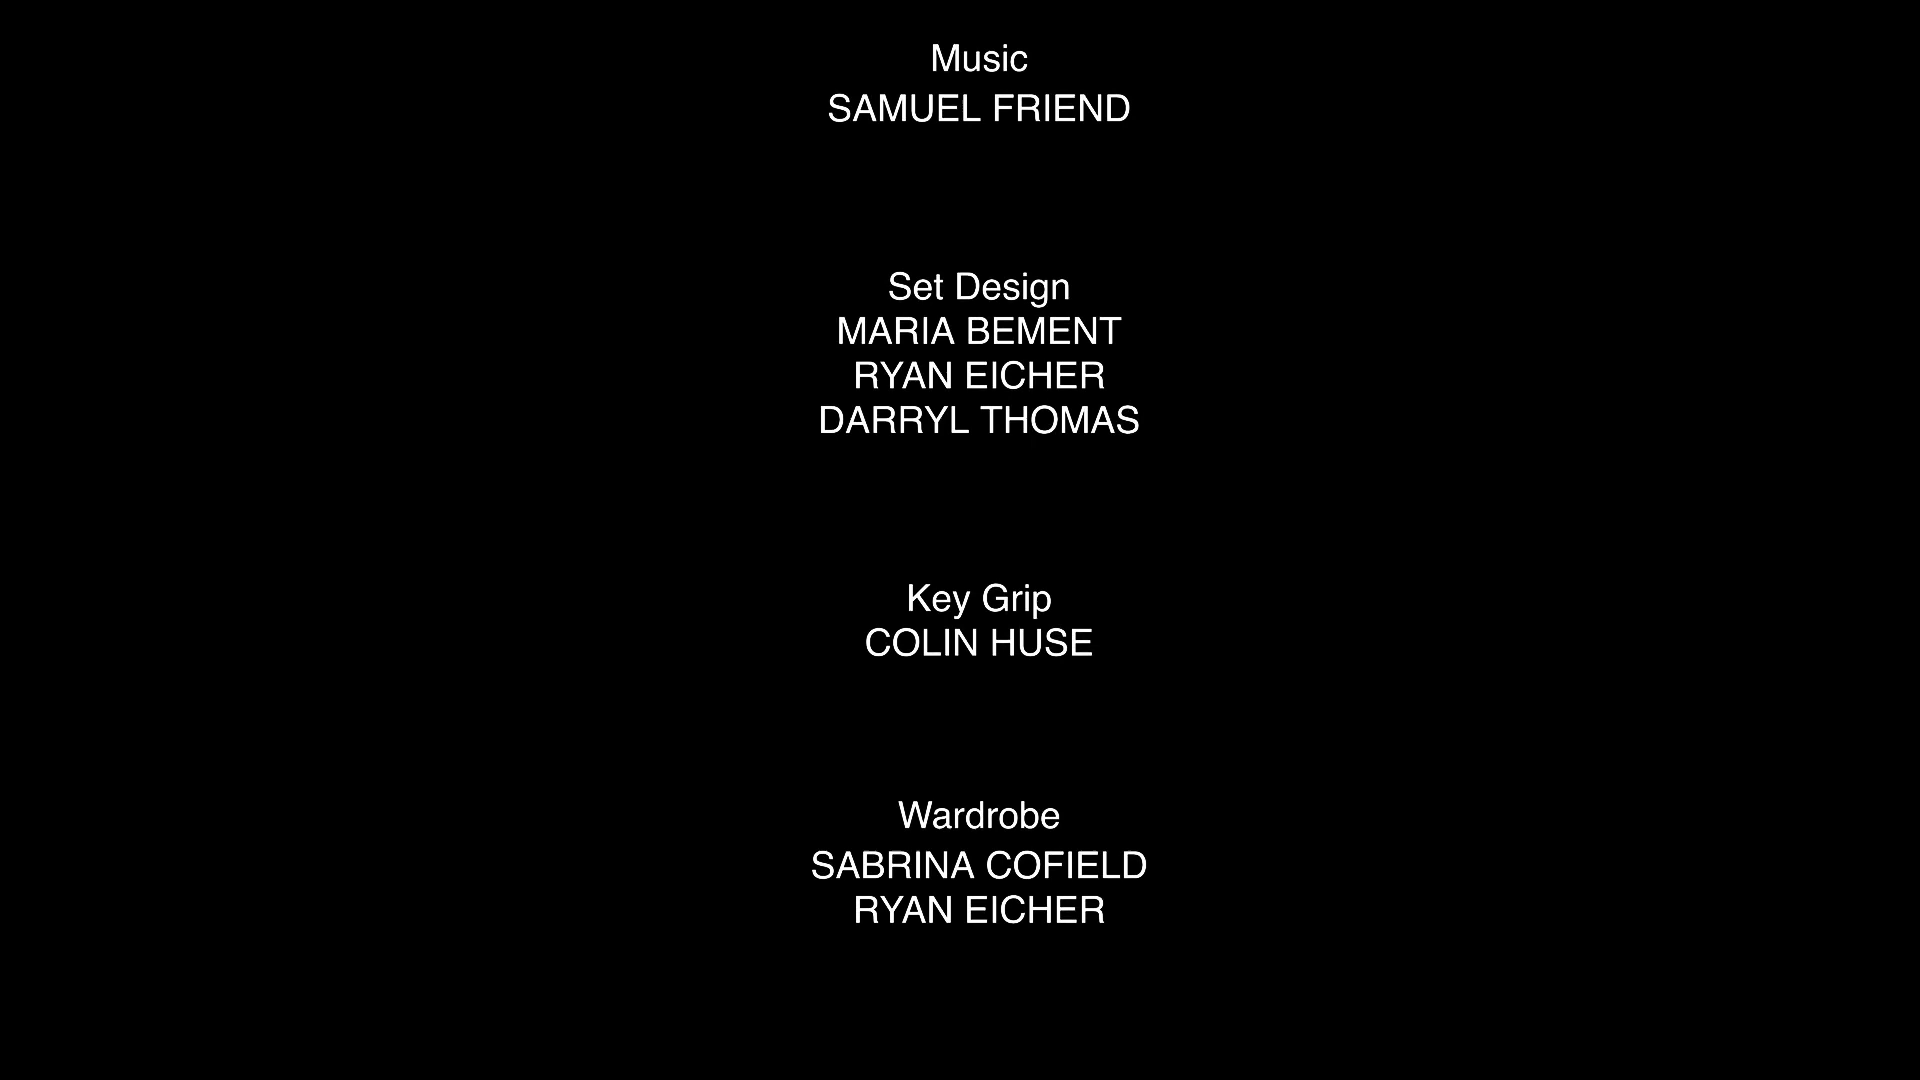 Music
SAMUEL FRIEND
Set Design
MARIA BEMENT
RYAN EICHER
DARRYL THOMAS
Key Grip
COLIN HUSE
Wardrobe
SABRINA COFIELD
RYAN EICHER